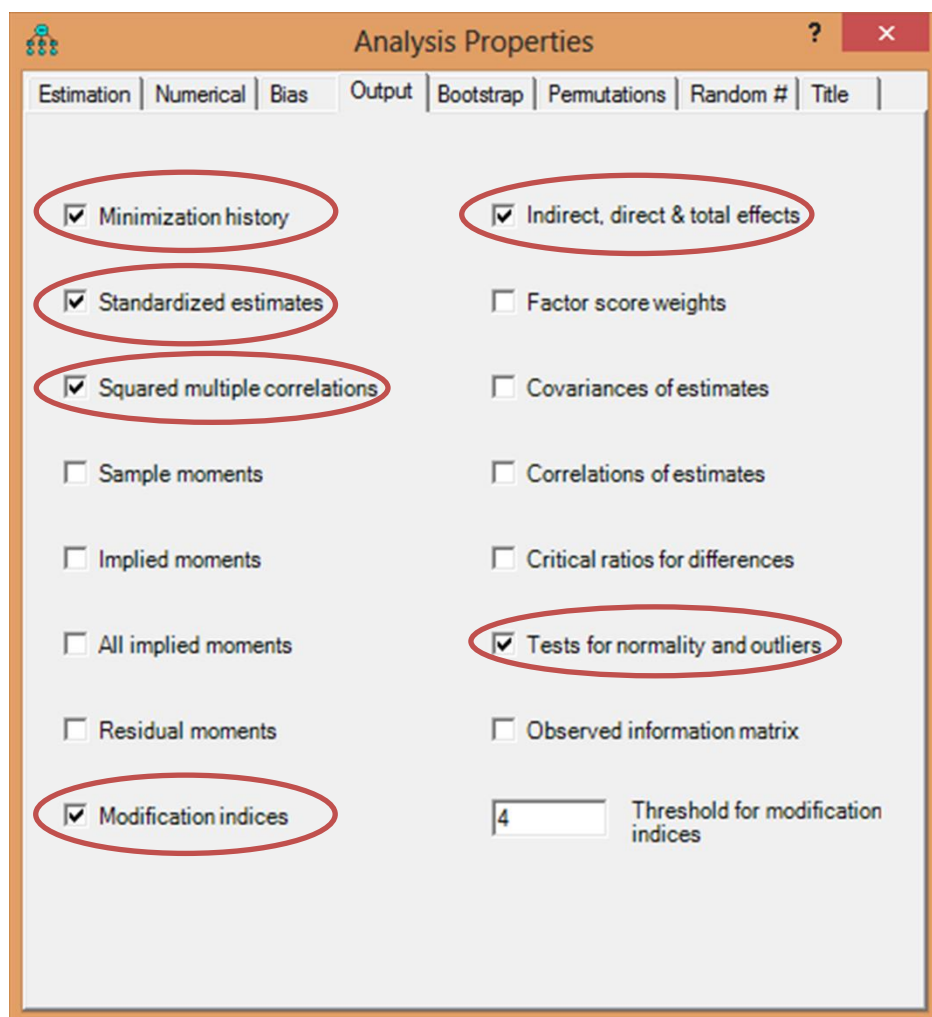 Analysis Properties
?
×
Estimation Numerical Bias Output Bootstrap Permutations Random # Title
Minimization history
Indirect, direct & total effects
Standardized estimates
Factor score weights
Squared multiple correlations
Covariances of estimates
Sample moments
Correlations of estimates
Implied moments
Critical ratios for differences
All implied moments
Tests for normality and outliers
Residual moments
Observed information matrix
Modification indices
4
Threshold for modification
indices